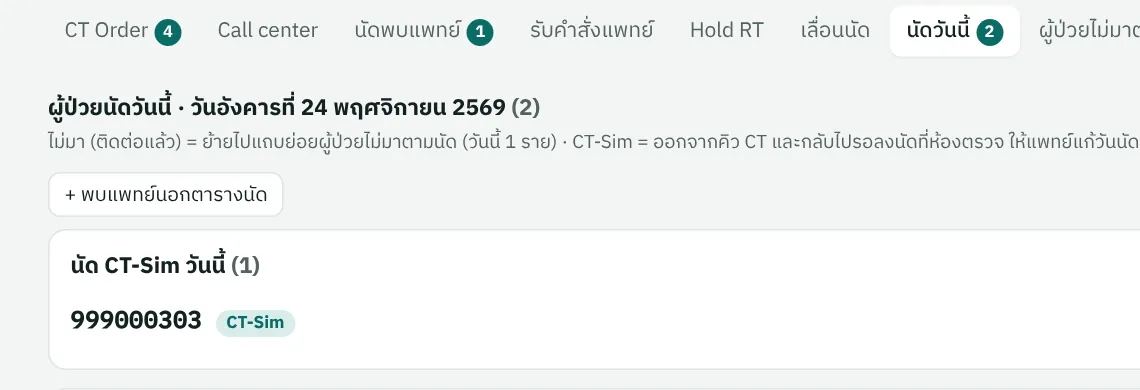 CT Order 4 Call center นัดพบแพทย์ 1 รับคำสั่งแพทย์ Hold RT เลื่อนนัด นัดวันนี้ 2 ผู้ป่วยไม่มาต
ผู้ป่วยนัดวันนี้ · วันอังคารที่ 24 พฤศจิกายน 2569 (2)
ไม่มา (ติดต่อแล้ว) = ย้ายไปแถบย่อยผู้ป่วยไม่มาตามนัด (วันนี้ 1 ราย) · CT-Sim = ออกจากคิว CT และกลับไปรอลงนัดที่ห้องตรวจ ให้แพทย์แก้วันนัด
+ พบแพทย์นอกตารางนัด
นัด CT-Sim วันนี้ (1)
999000303 CT-Sim